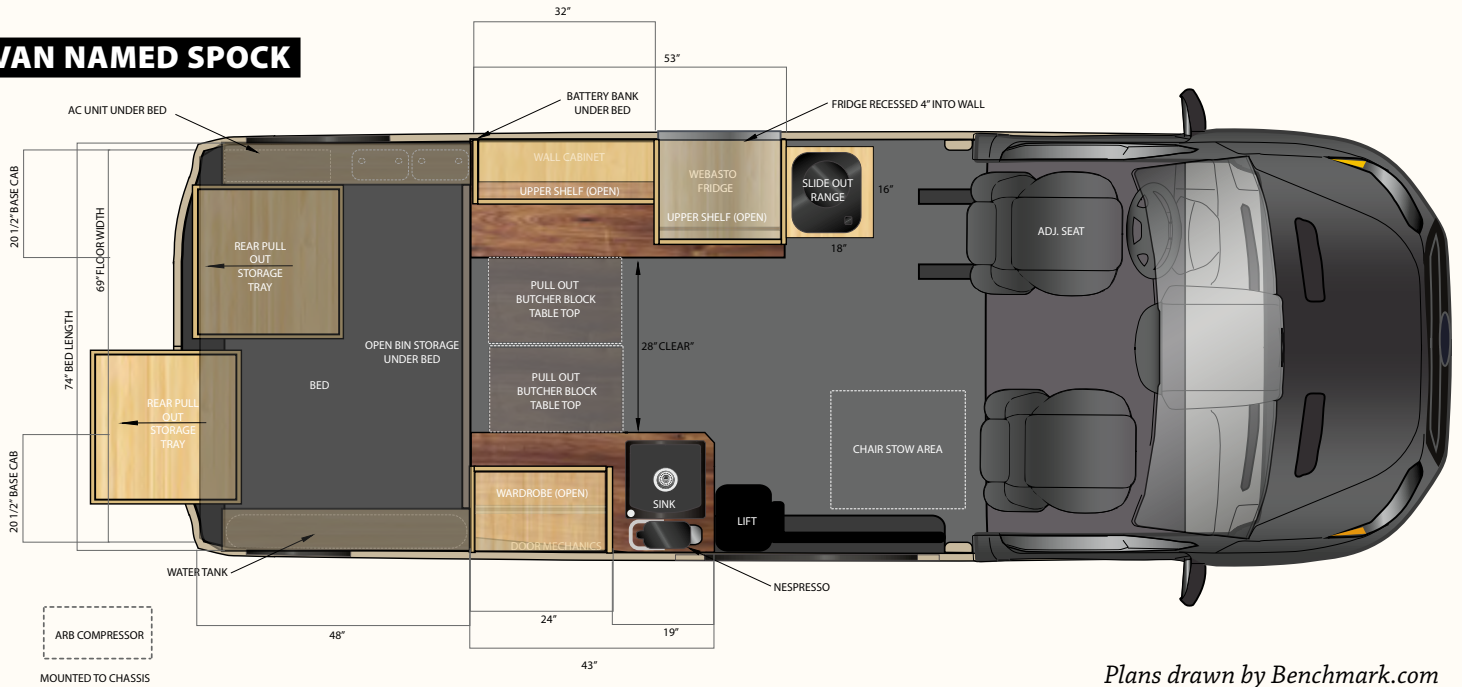 32"
VAN NAMED SPOCK
53"
AC UNIT UNDER BED
BATTERY BANK
UNDER BED
FRIDGE RECESSED 4" INTO WALL
WALL CABINET
UPPER SHELF (OPEN)
WEBASTO
FRIDGE
UPPER SHELF (OPEN)
SLIDE OUT
RANGE
16"
18"
20 1/2" BASE CAB
69" FLOOR WIDTH
74" BED LENGTH
20 1/2" BASE CAB
REAR PULL
OUT
STORAGE
TRAY
ADJ. SEAT
PULL OUT
BUTCHER BLOCK
TABLE TOP
28" CLEAR"
OPEN BIN STORAGE
UNDER BED
BED
PULL OUT
BUTCHER BLOCK
TABLE TOP
REAR PULL
OUT
STORAGE
TRAY
CHAIR STOW AREA
WARDROBE (OPEN)
SINK
LIFT
DOOR MECHANICS
WATER TANK
NESPRESSO
24"
48"
19"
43"
ARB COMPRESSOR
MOUNTED TO CHASSIS
Plans drawn by Benchmark.com